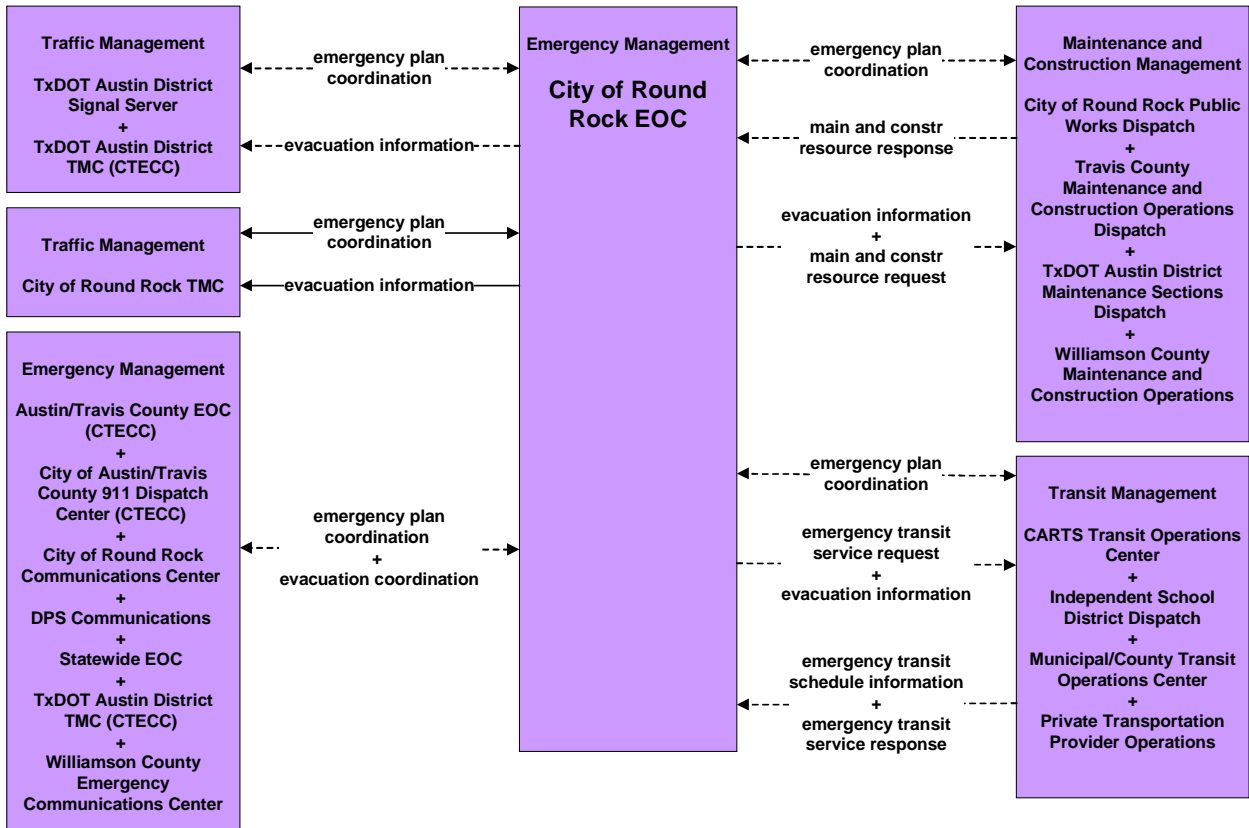 Traffic Management
TxDOT Austin District
Signal Server
+
TxDOT Austin District
TMC (CTECC)
emergency plan
coordination
evacuation information
Traffic Management
City of Round Rock TMC
emergency plan
coordination
evacuation information
Emergency Management
Austin/Travis County EOC
(CTECC)
+
City of Austin/Travis
County 911 Dispatch
Center (CTECC)
+
City of Round Rock
Communications Center
+
DPS Communications
+
Statewide EOC
+
TxDOT Austin District
TMC (CTECC)
+
Williamson County
Emergency
Communications Center
emergency plan
coordination
+
evacuation coordination
Emergency Management
City of Round
Rock EOC
emergency plan
coordination
main and constr
resource response
evacuation information
+
main and constr
resource request
Maintenance and
Construction Management
City of Round Rock Public
Works Dispatch
+
Travis County
Maintenance and
Construction Operations
Dispatch
+
TxDOT Austin District
Maintenance Sections
Dispatch
+
Williamson County
Maintenance and
Construction Operations
emergency plan
coordination
emergency transit
service request
+
evacuation information
emergency transit
schedule information
+
emergency transit
service response
Transit Management
CARTS Transit Operations
Center
+
Independent School
District Dispatch
+
Municipal/County Transit
Operations Center
+
Private Transportation
Provider Operations